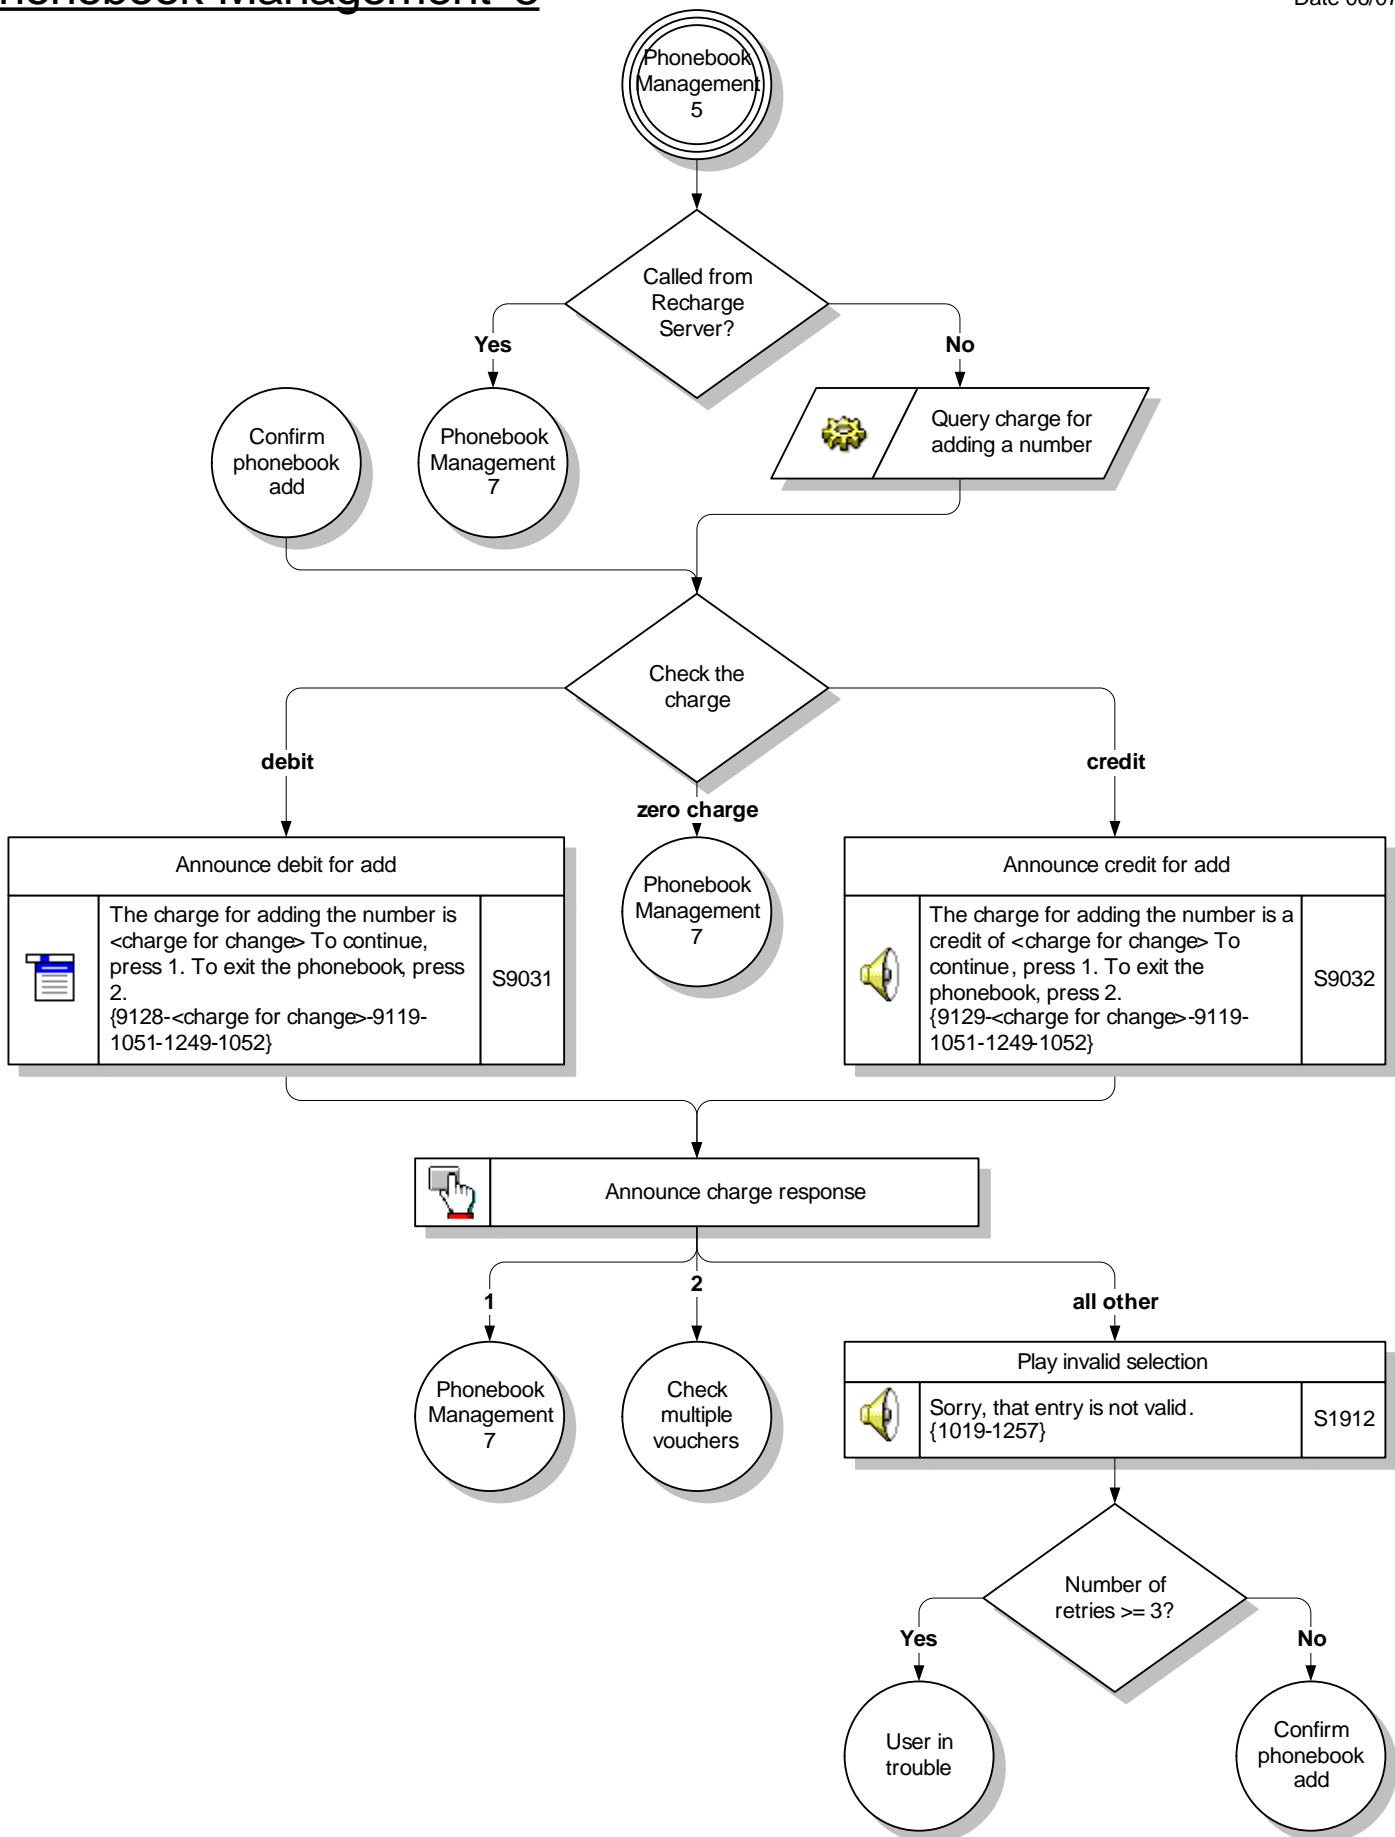 Phonebook
Management
5
Called from
Recharge
Server?
Yes
No
Confirm
phonebook
add
Phonebook
Management
7
Query charge for
adding a number
Check the
charge
debit
credit
zero charge
Announce debit for add
The charge for adding the number is
<charge for change> To continue,
press 1. To exit the phonebook, press
2.
{9128-<charge for change>-9119-
1051-1249-1052}
S9031
Phonebook
Management
7
Announce credit for add
The charge for adding the number is a
credit of <charge for change> To
continue, press 1. To exit the
phonebook, press 2.
{9129-<charge for change>-9119-
1051-1249-1052}
S9032
Announce charge response
1
2
all other
Phonebook
Management
7
Check
multiple
vouchers
Play invalid selection
Sorry, that entry is not valid.
{1019-1257}
S1912
Number of
retries >= 3?
Yes
No
User in
trouble
Confirm
phonebook
add